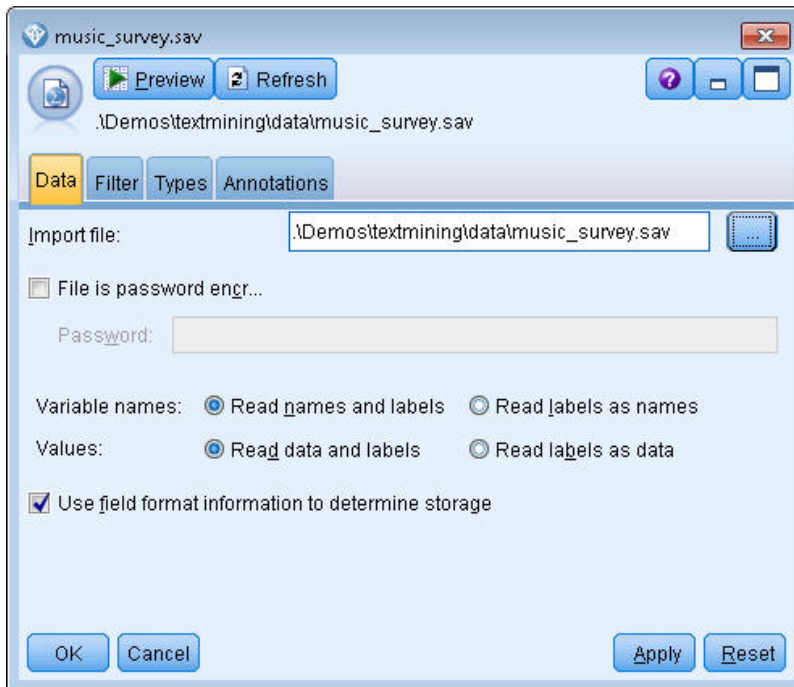 music_survey.sav
Preview Refresh
.\Demos\textmining\data\music_survey.sav
Data Filter Types Annotations
Import file: .\Demos\textmining\data\music_survey.sav ...
File is password encr...
Password:
Variable names: Read names and labels Read labels as names
Values: Read data and labels Read labels as data
Use field format information to determine storage
OK Cancel Apply Reset